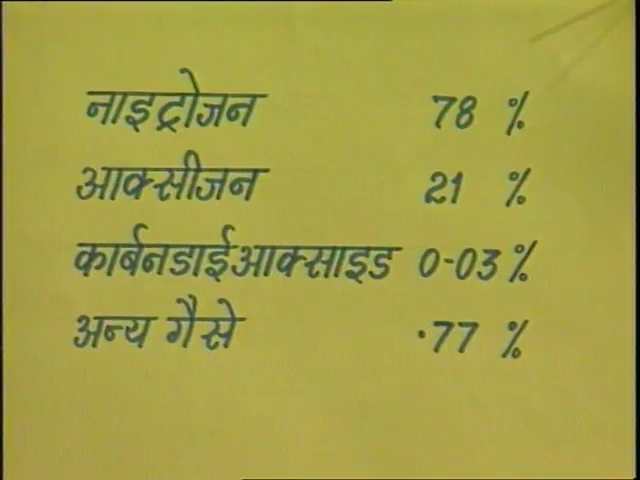 नाइट्रोजन 78 %
आक्सीजन 21 %
कार्बनडाईआक्साइड 0-03%
अन्य गैसे .77 %